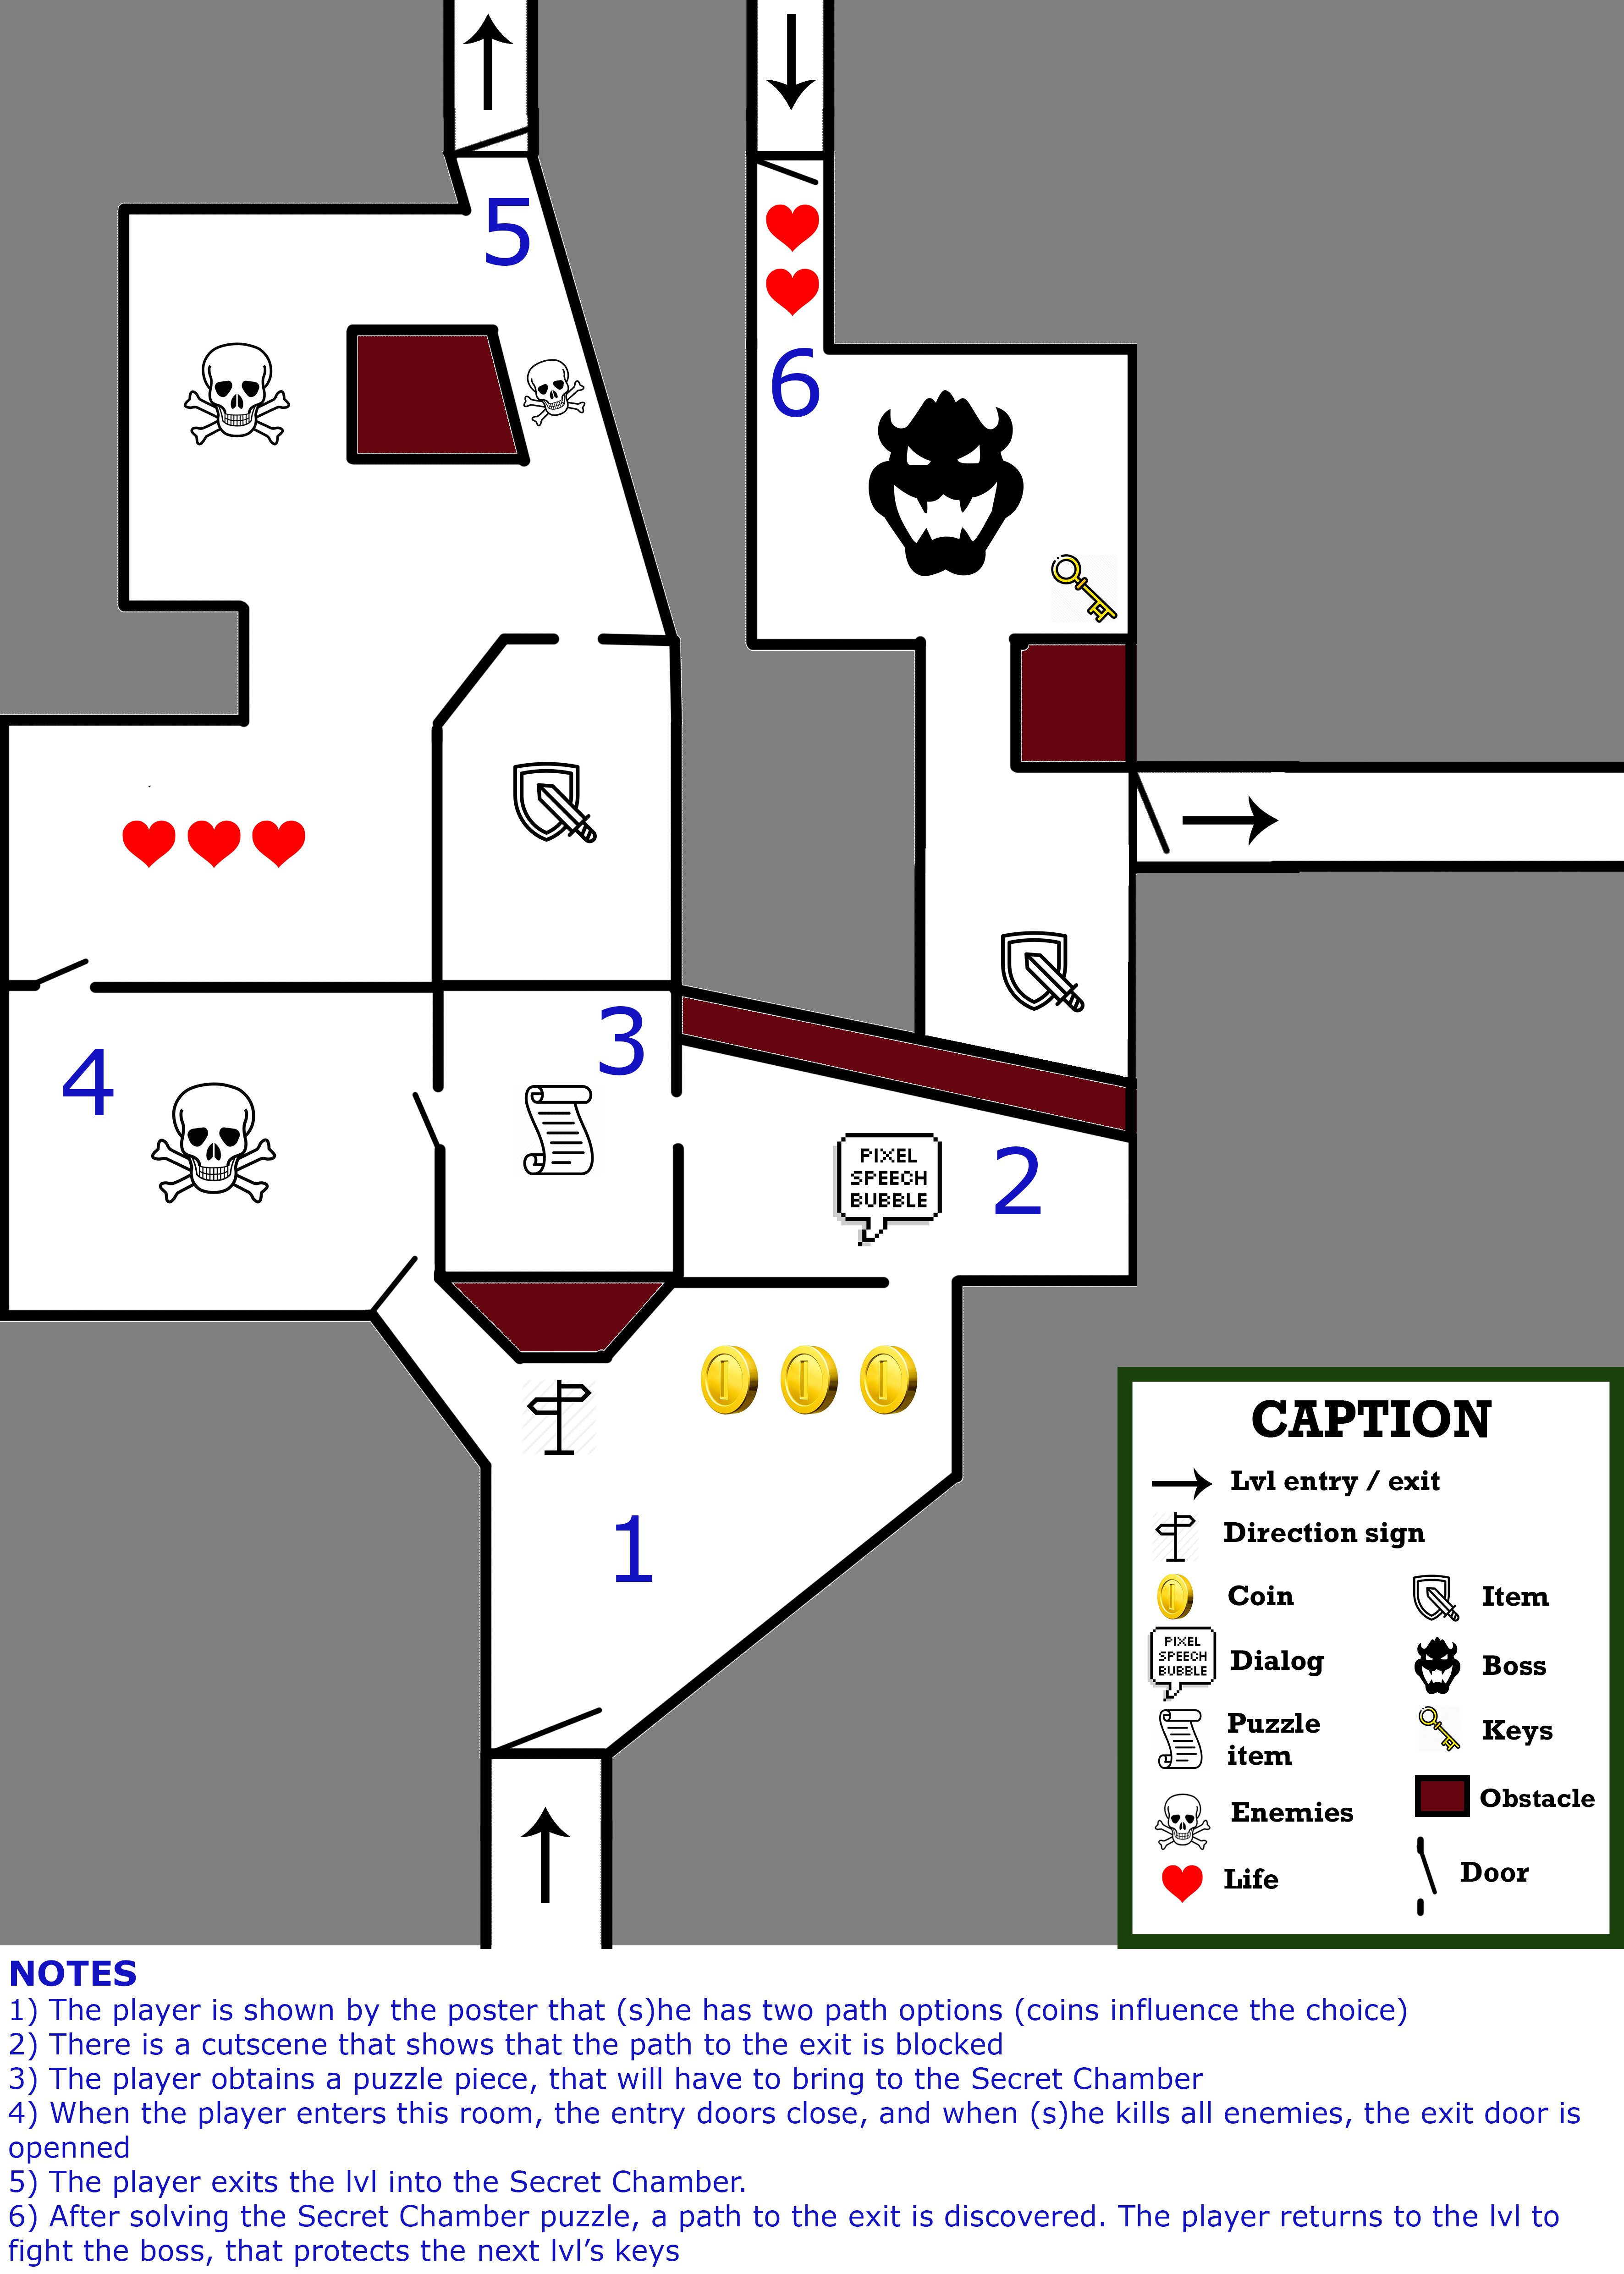 5
6
3
4
PIXEL
SPEECH
BUBBLE
2
1
CAPTION
Lvl entry / exit
Direction sign
Coin
Item
PIXEL
SPEECH
BUBBLE
Dialog
Boss
Puzzle
item
Keys
Enemies
Obstacle
Life
Door
NOTES
1) The player is shown by the poster that (s)he has two path options (coins influence the choice)
2) There is a cutscene that shows that the path to the exit is blocked
3) The player obtains a puzzle piece, that will have to bring to the Secret Chamber
4) When the player enters this room, the entry doors close, and when (s)he kills all enemies, the exit door is
openned
5) The player exits the lvl into the Secret Chamber.
6) After solving the Secret Chamber puzzle, a path to the exit is discovered. The player returns to the lvl to
fight the boss, that protects the next lvl’s keys